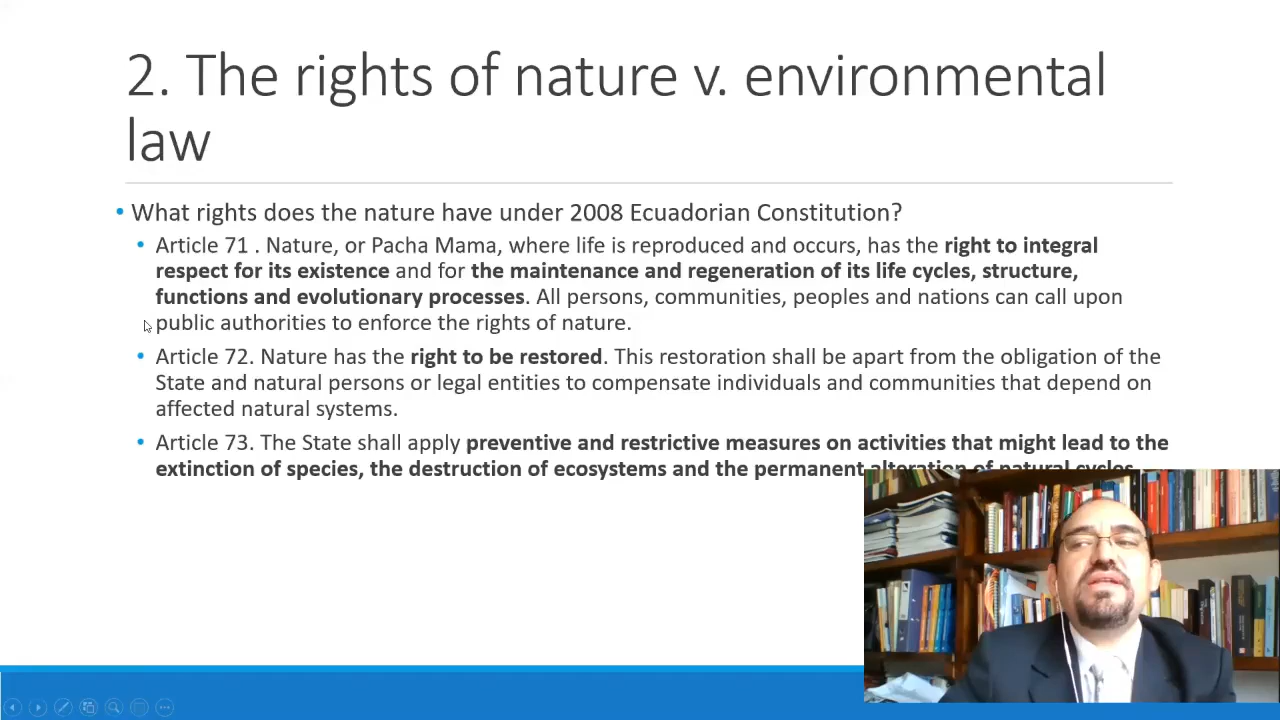 2. The rights of nature v. environmental
law
• What rights does the nature have under 2008 Ecuadorian Constitution?
• Article 71 . Nature, or Pacha Mama, where life is reproduced and occurs, has the right to integral
respect for its existence and for the maintenance and regeneration of its life cycles, structure,
functions and evolutionary processes. All persons, communities, peoples and nations can call upon
public authorities to enforce the rights of nature.
• Article 72. Nature has the right to be restored. This restoration shall be apart from the obligation of the
State and natural persons or legal entities to compensate individuals and communities that depend on
affected natural systems.
• Article 73. The State shall apply preventive and restrictive measures on activities that might lead to the
extinction of species, the destruction of ecosystems and the permanent alteration of natural cycles.